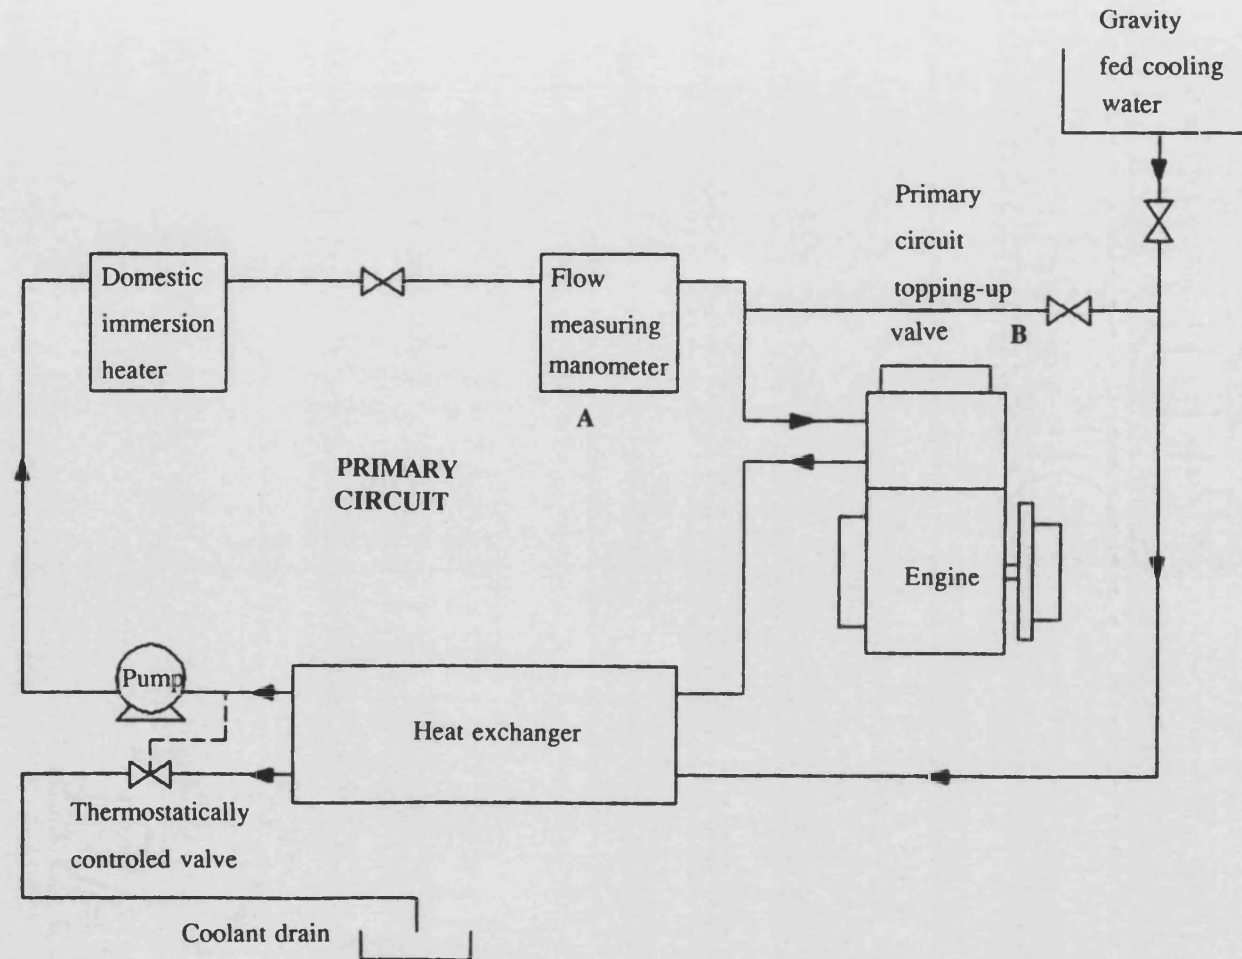 Gravity
fed cooling
water
Primary
circuit
topping-up
valve
B
Domestic
immersion
heater
Flow
measuring
manometer
A
PRIMARY
CIRCUIT
Engine
Pump
Heat exchanger
Thermostatically
controled valve
Coolant drain